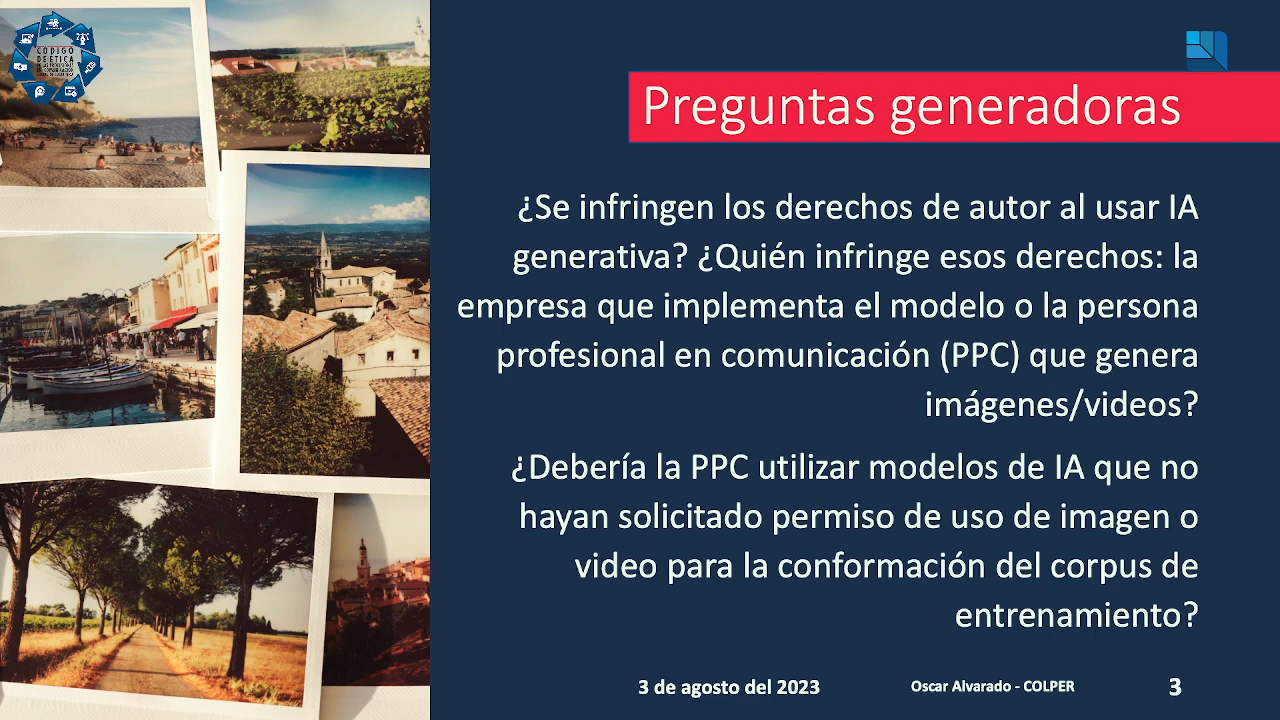 CÓDIGO
DE ÉTICA
Preguntas generadoras
¿Se infringen los derechos de autor al usar IA
generativa? ¿Quién infringe esos derechos: la
empresa que implementa el modelo o la persona
profesional en comunicación (PPC) que genera
imágenes/videos?
¿Debería la PPC utilizar modelos de IA que no
hayan solicitado permiso de uso de imagen o
video para la conformación del corpus de
entrenamiento?
3 de agosto del 2023
Oscar Alvarado - COLPER
3